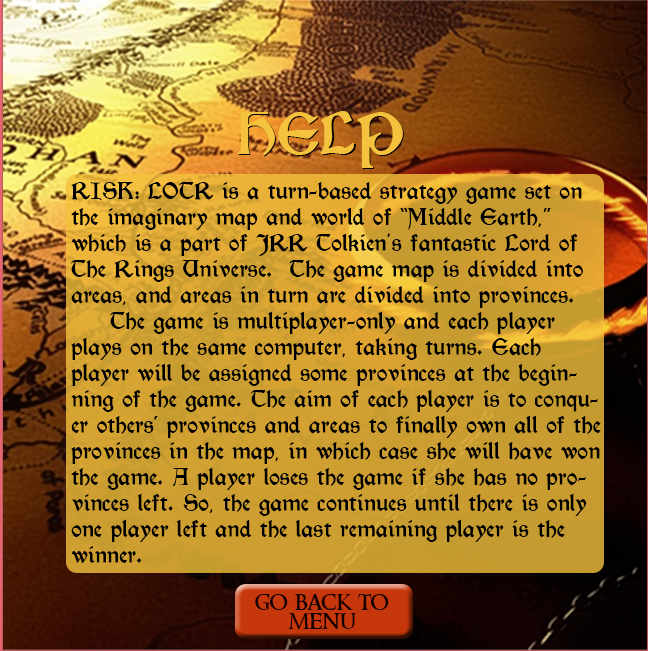 MIRKWOOD
HELP
RISK: LOTR is a turn-based strategy game set on
the imaginary map and world of "Middle Earth,"
which is a part of JRR Tolkien's fantastic Lord of
The Rings Universe. The game map is divided into
areas, and areas in turn are divided into provinces.
The game is multiplayer-only and each player
plays on the same computer, taking turns. Each
player will be assigned some provinces at the begin-
ning of the game. The aim of each player is to conqu-
er others' provinces and areas to finally own all of the
provinces in the map, in which case she will have won
the game. A player loses the game if she has no pro-
vinces left. So, the game continues until there is only
one player left and the last remaining player is the
winner.
GO BACK TO
MENU